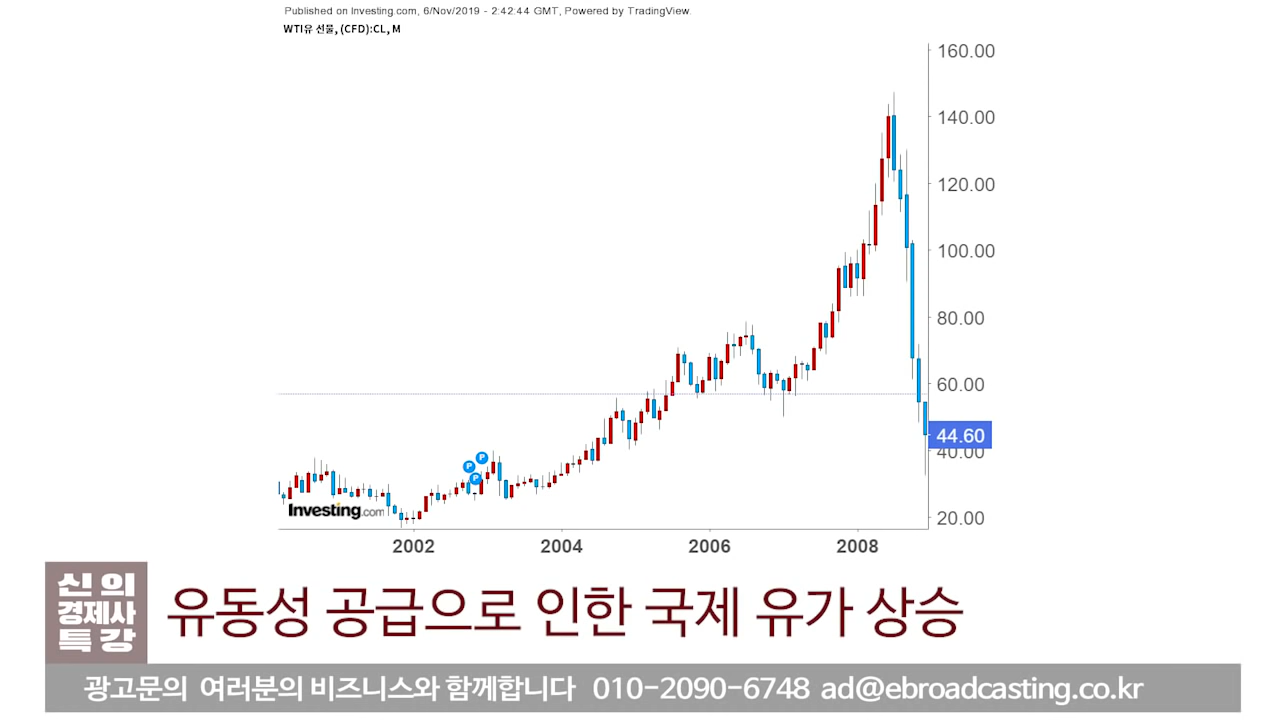 Published on Investing.com, 6/Nov/2019 - 2:42:44 GMT, Powered by TradingView.
WTI유 선물, (CFD):CL, M
160.00
140.00
120.00
100.00
80.00
60.00
44.60
40.00
20.00
P
P
P
Investing.com
2002 2004 2006 2008
신의
경제사
특강
유동성 공급으로 인한 국제 유가 상승
광고문의 여러분의 비즈니스와 함께합니다 010-2090-6748 ad@ebroadcasting.co.kr